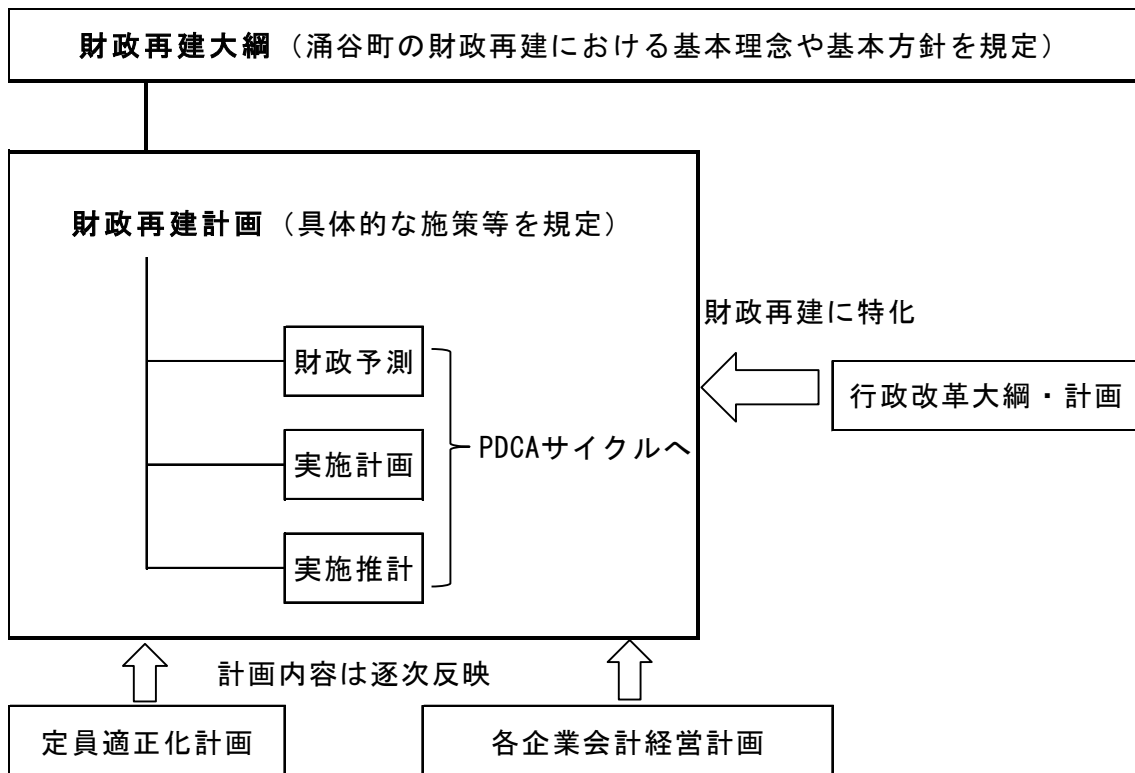 財政再建大綱（涌谷町の財政再建における基本理念や基本方針を規定）
財政再建計画（具体的な施策等を規定）
財政再建に特化
財政予測
行政改革大綱・計画
PDCAサイクルへ
実施計画
実施推計
計画内容は逐次反映
定員適正化計画
各企業会計経営計画